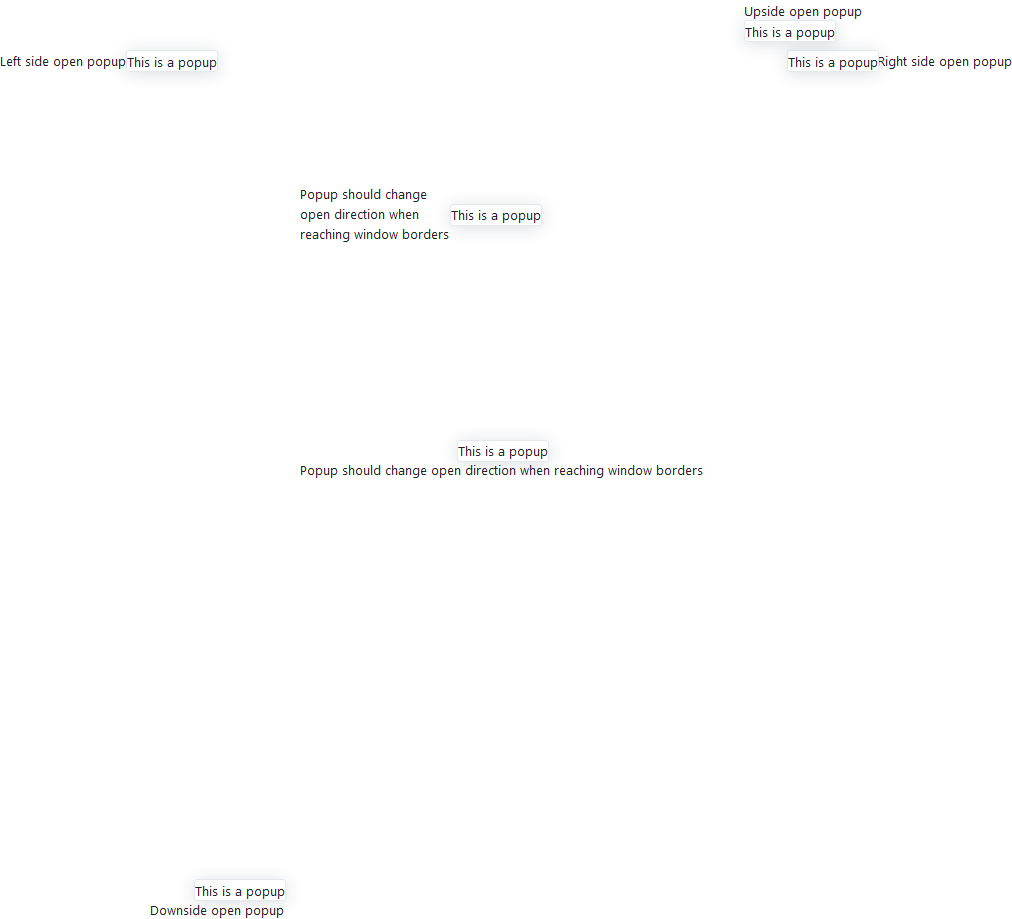 Upside open popup
This is a popup
Left side open popup This is a popup
This is a popup Right side open popup
Popup should change
open direction when
reaching window borders
This is a popup
This is a popup
Popup should change open direction when reaching window borders
This is a popup
Downside open popup